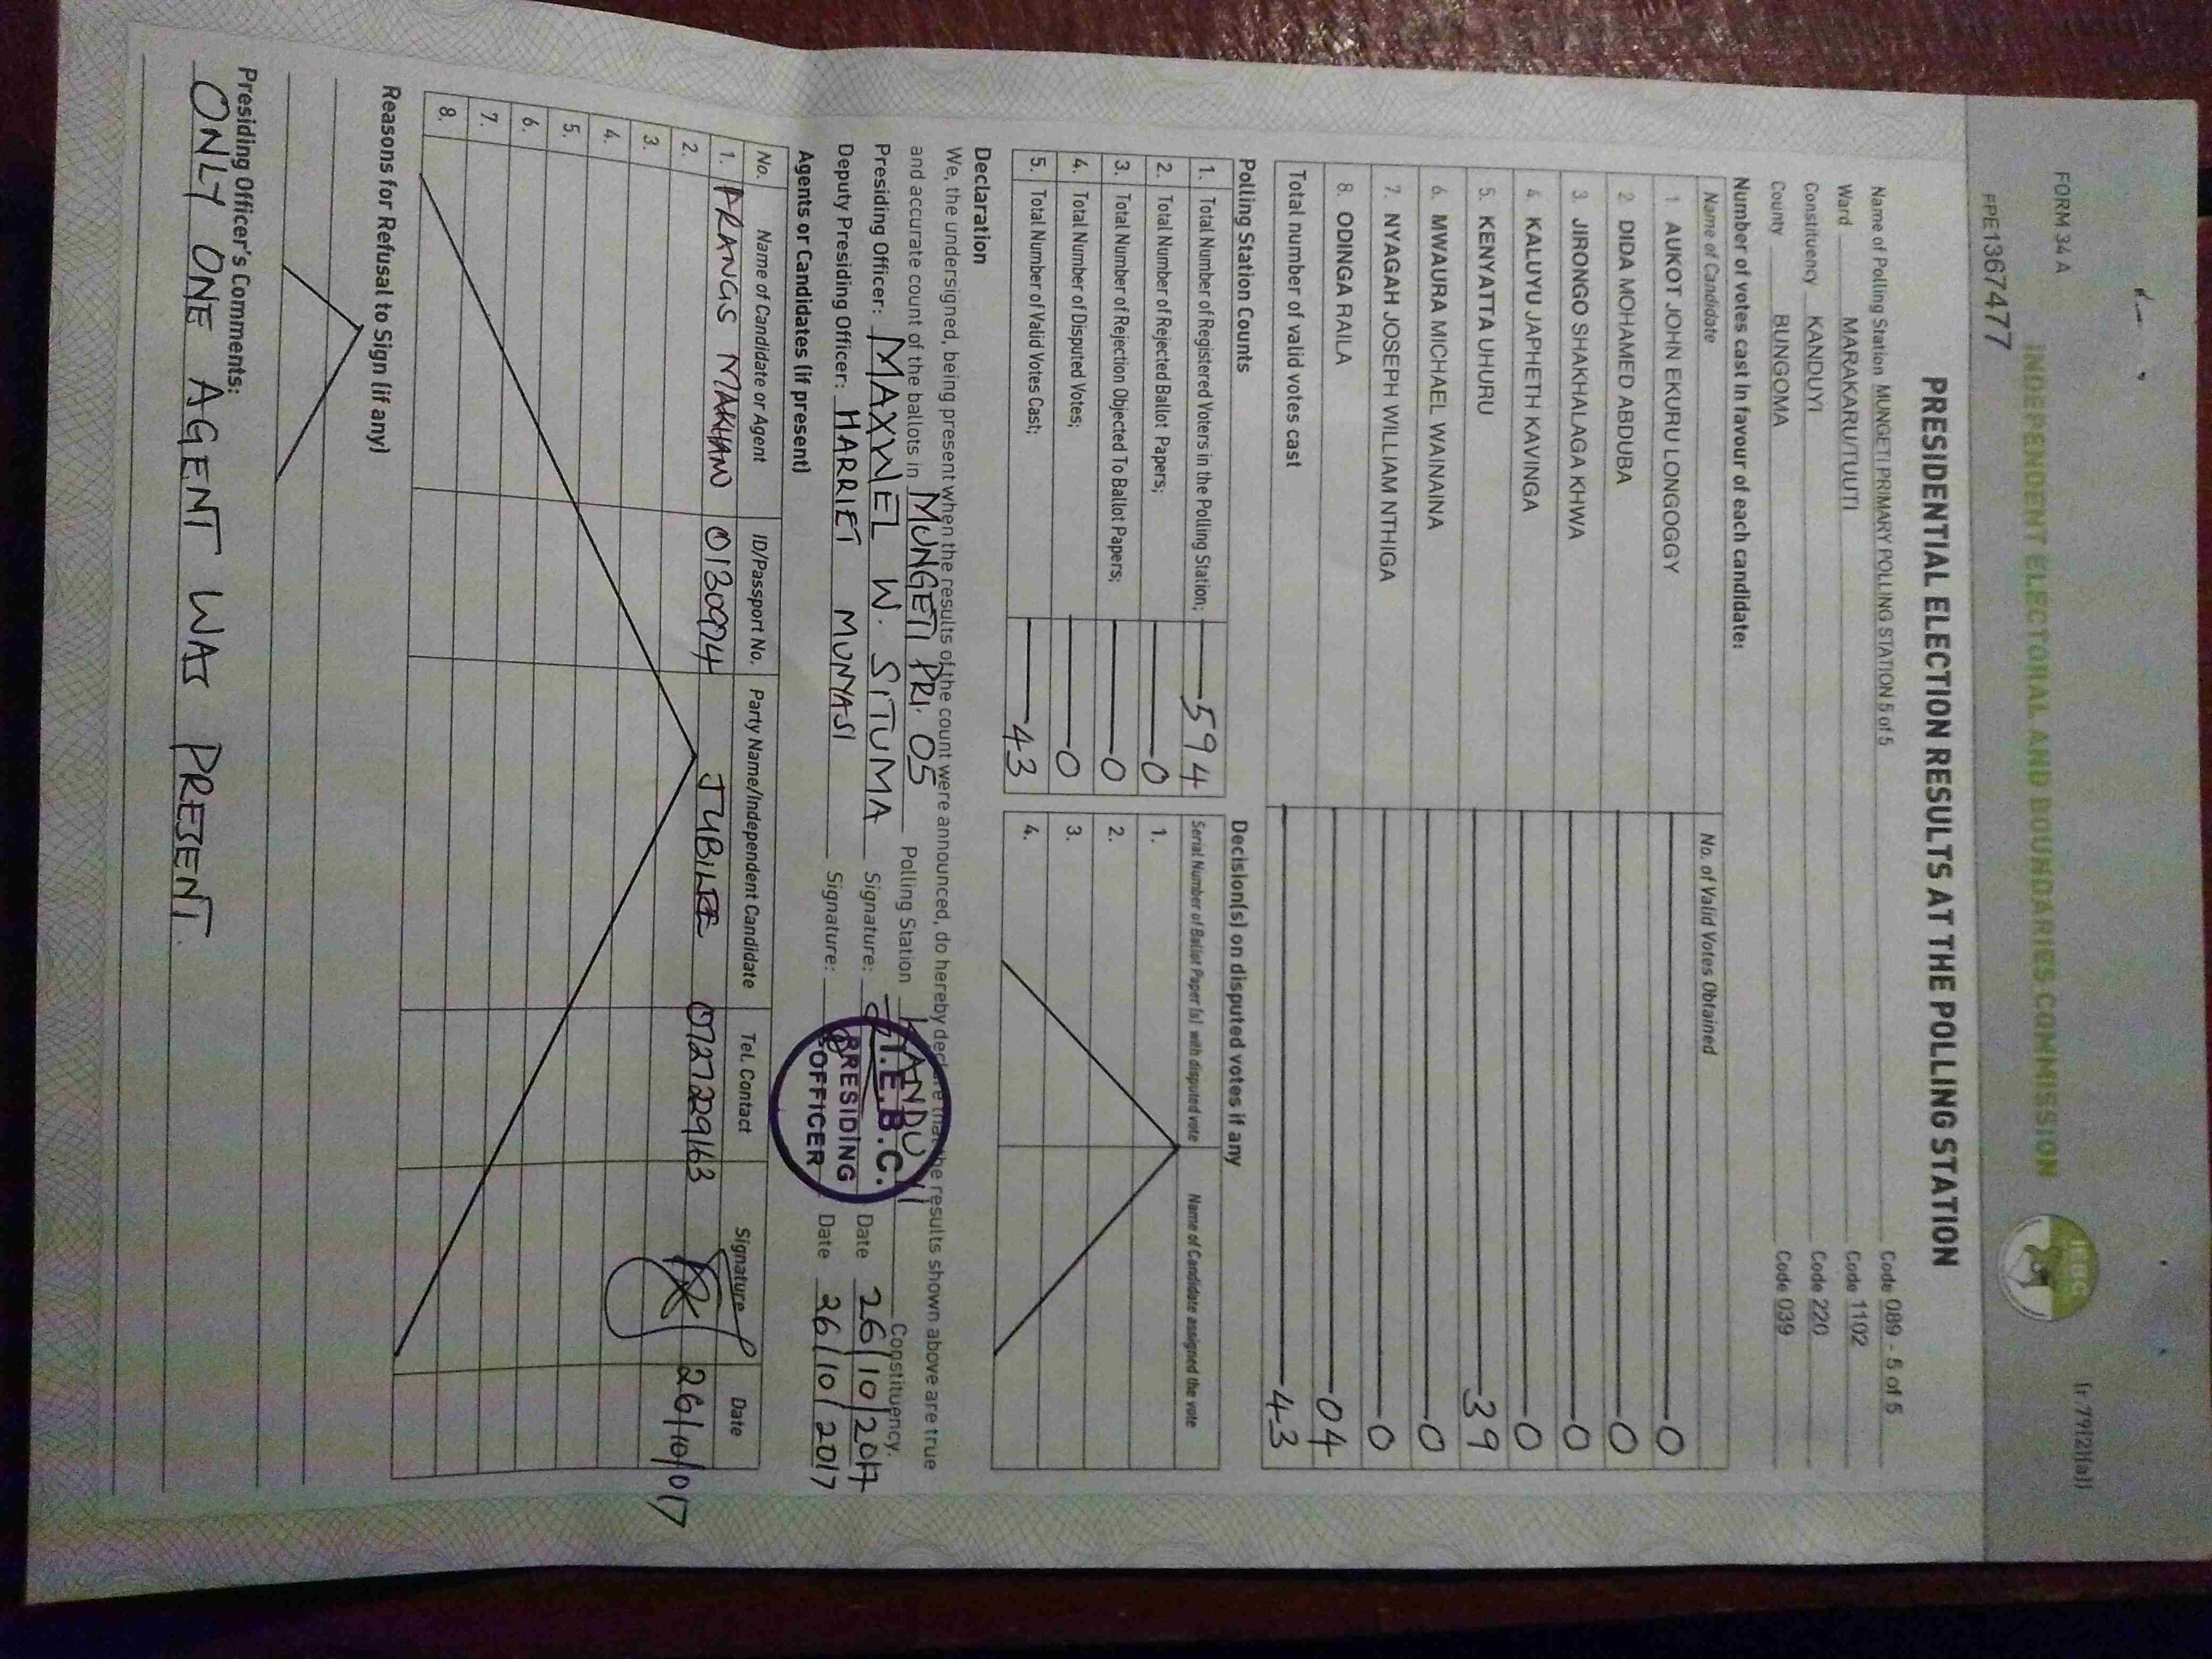 FORM 34A
(r.79(2)(a))
INDEPENDENT ELECTORAL AND BOUNDARIES COMMISSION
IEBC
PPE1367477
PRESIDENTIAL ELECTION RESULTS AT THE POLLING STATION
Name of Polling Station MUNGETI PRIMARY POLLING STATION 5 of 5 Code 089 - 5 of 5
Ward MARAKARU/TUUTI Code 1102
Constituency KANDUYI Code 220
County BUNGOMA Code 039
Number of votes cast in favour of each candidate:
Name of Candidate No. of Valid Votes Obtained
1 AUKOT JOHN EKURU LONGOGGY 0
2 DIDA MOHAMED ABDUBA 0
3. JIRONGO SHAKHALAGA KHWA 0
4. KALUYU JAPHETH KAVINGA 0
5. KENYATTA UHURU 39
6. MWAURA MICHAEL WAINAINA 0
7. NYAGAH JOSEPH WILLIAM NTHIGA 0
8. ODINGA RAILA 04
Total number of valid votes cast 43
Polling Station Counts
1. Total Number of Registered Voters in the Polling Station; 594
2. Total Number of Rejected Ballot Papers; 0
3. Total Number of Rejection Objected To Ballot Papers; 0
4. Total Number of Disputed Votes; 0
5. Total Number of Valid Votes Cast; 43
Decision(s) on disputed votes if any
Serial Number of Ballot Paper (s) with disputed vote Name of Candidate assigned the vote
1.
2.
3.
4.
Declaration
We, the undersigned, being present when the results of the count were announced, do hereby declare that the results shown above are true
and accurate count of the ballots in MUNGETI PRI. 05 Polling Station KANDUYI Constituency.
Presiding Officer: MAXWEL W. SITUMA Signature: Date 26/10/2017
Deputy Presiding Officer: HARRIET MUNYASI Signature: Date 26/10/2017
I.E.B.C.
PRESIDING
OFFICER
Agents or Candidates (if present)
No. Name of Candidate or Agent ID/Passport No. Party Name/Independent Candidate Tel. Contact Signature Date
1. MAKHANO JUBILEE 0727229163 26/10/017
2.
3.
4.
5.
6.
7.
8.
Reasons for Refusal to Sign (if any)
Presiding Officer's Comments:
ONLY ONE AGENT WAS PRESENT.